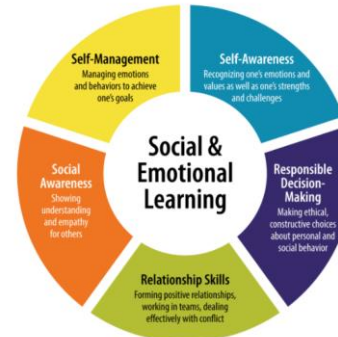 Self-Management
Managing emotions
and behaviors to achieve
one's goals
Self-Awareness
Recognizing one's emotions and
values as well as one's strengths
and challenges
Social
Awareness
Showing
understanding
and empathy
for others
Social &
Emotional
Learning
Responsible
Decision-
Making
Making ethical,
constructive choices
about personal and
social behavior
Relationship Skills
Forming positive relationships,
working in teams, dealing
effectively with conflict